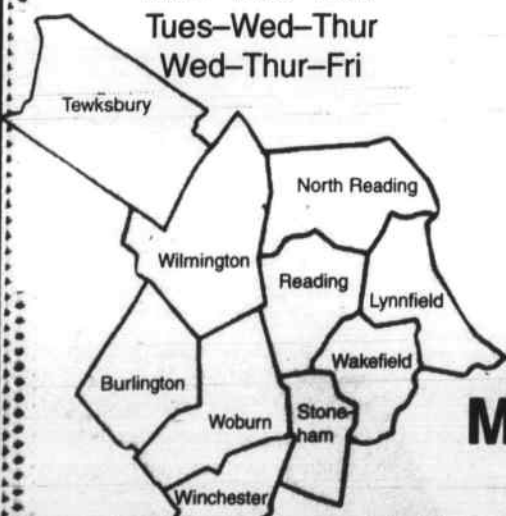 Tues–Wed–Thur
Wed–Thur–Fri
Tewksbury
North Reading
Wilmington
Reading
Lynnfield
Wakefield
Burlington
Stone-
ham
Woburn
Winchester
M